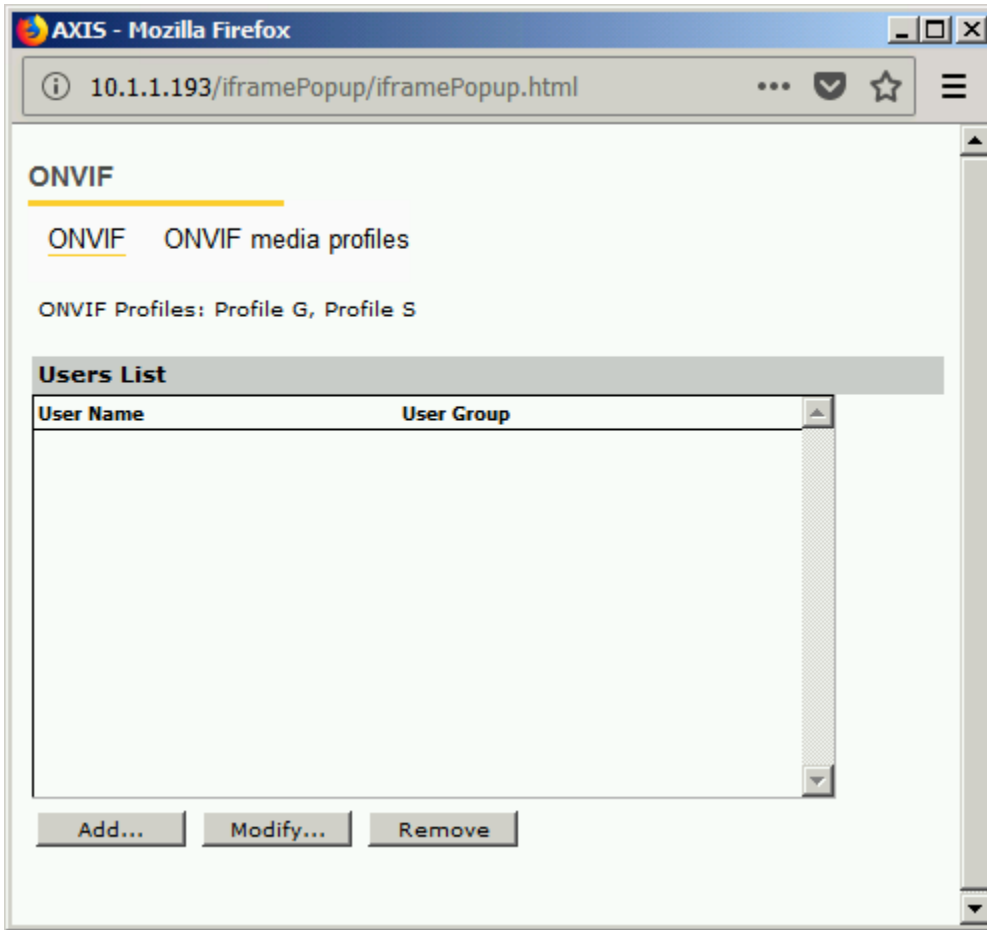 AXIS - Mozilla Firefox
10.1.1.193/iframePopup/iframePopup.html
ONVIF
ONVIF ONVIF media profiles
ONVIF Profiles: Profile G, Profile S
Users List
User Name User Group
Add... Modify... Remove